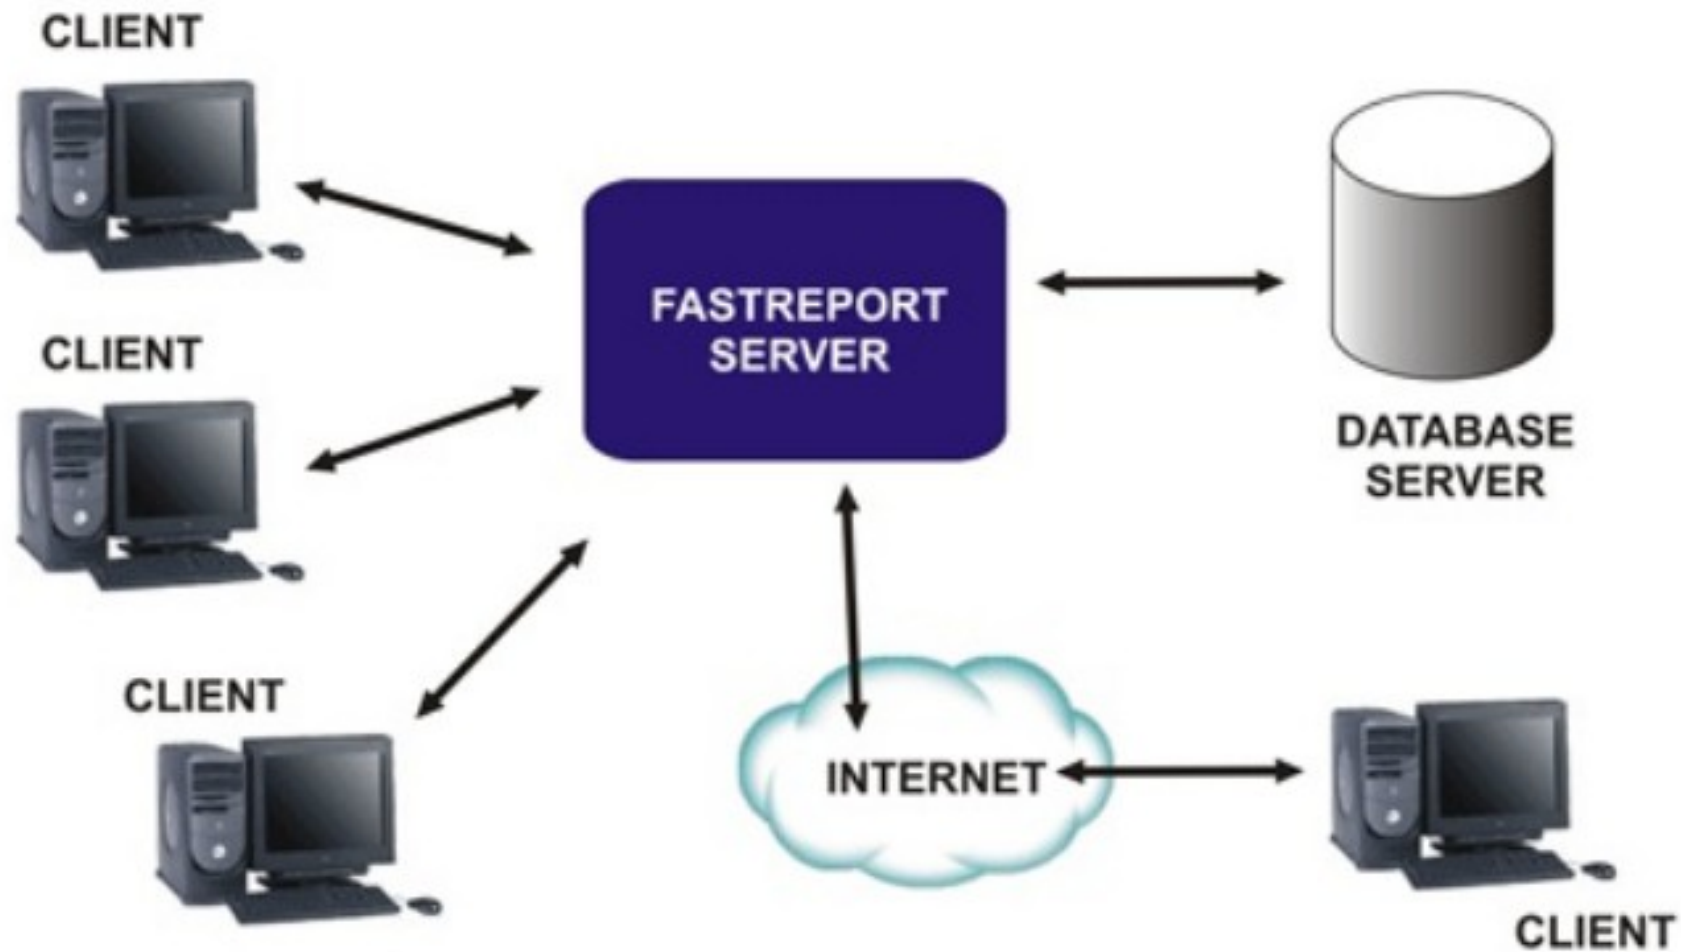 CLIENT
FASTREPORT
SERVER
CLIENT
DATABASE
SERVER
CLIENT
INTERNET
CLIENT